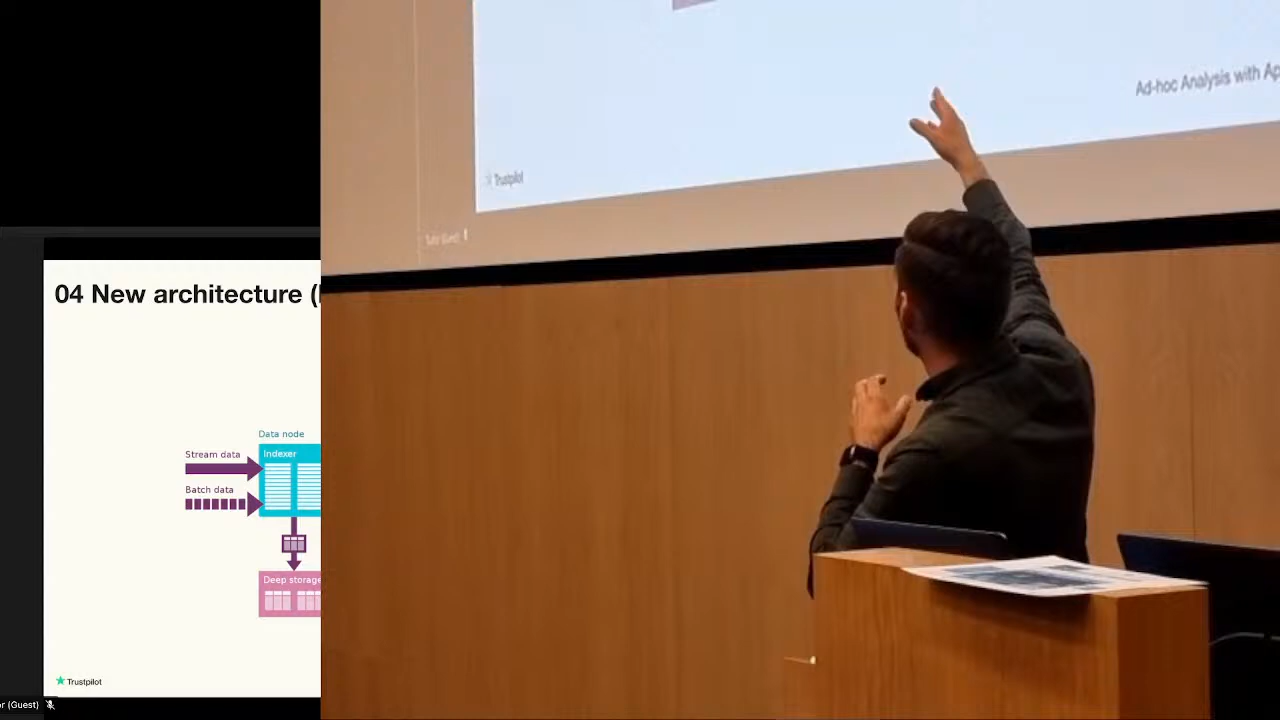 04 New architecture (
Data node
Stream data
Indexer
Batch data
Deep storage
Trustpilot
or (Guest)
Ad-hoc Analysis with Ap
Trustpilot